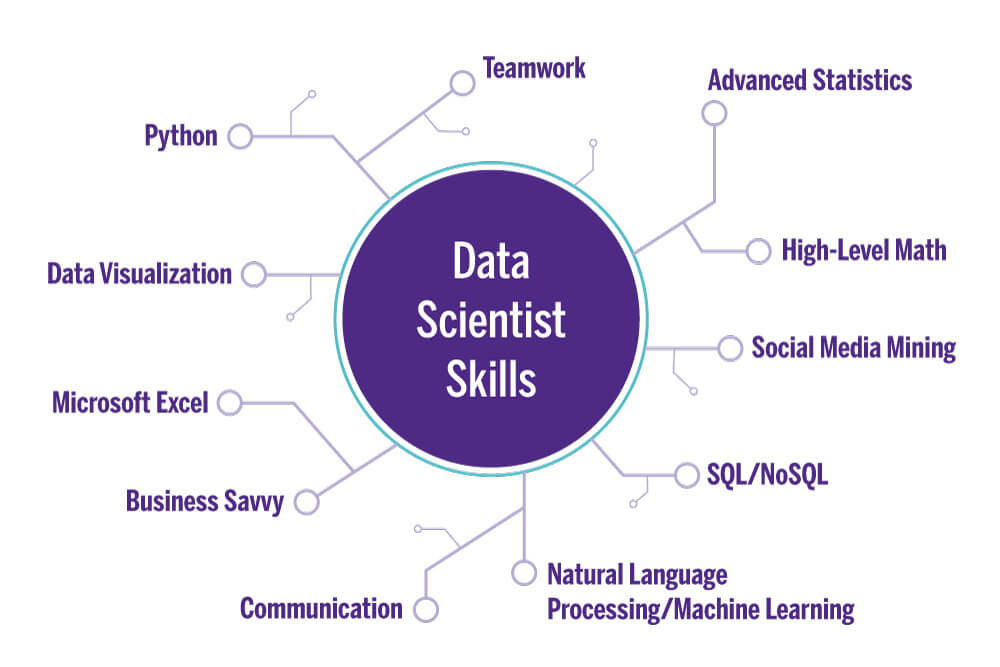 Teamwork
Advanced Statistics
Python
High-Level Math
Data Visualization
Data
Scientist
Skills
Social Media Mining
Microsoft Excel
SQL/NoSQL
Business Savvy
Natural Language
Processing/Machine Learning
Communication